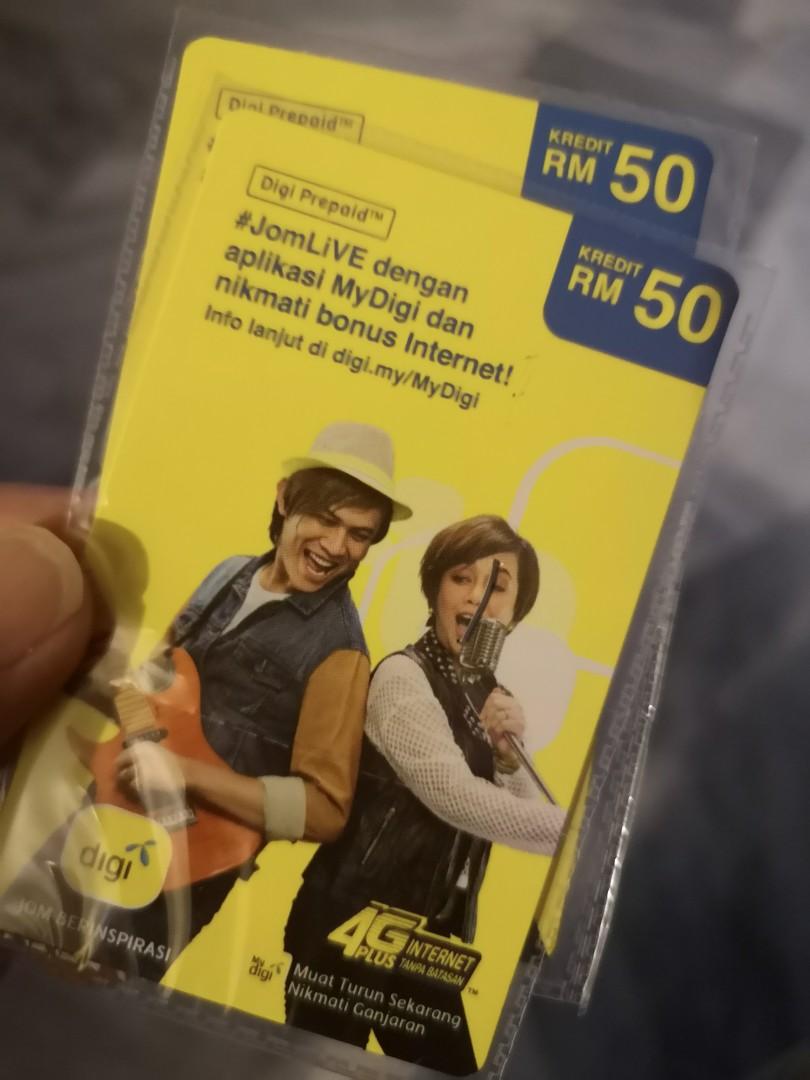 Digi Prepaid™
KREDIT
RM 50
Digi Prepaid™
KREDIT
RM 50
#JomLiVE dengan
aplikasi MyDigi dan
nikmati bonus Internet!
Info lanjut di digi.my/MyDigi
digi
JOM BERINSPIRASI
4G PLUS INTERNET
TANPA BATASAN™
My digi
Muat Turun Sekarang
Nikmati Ganjaran